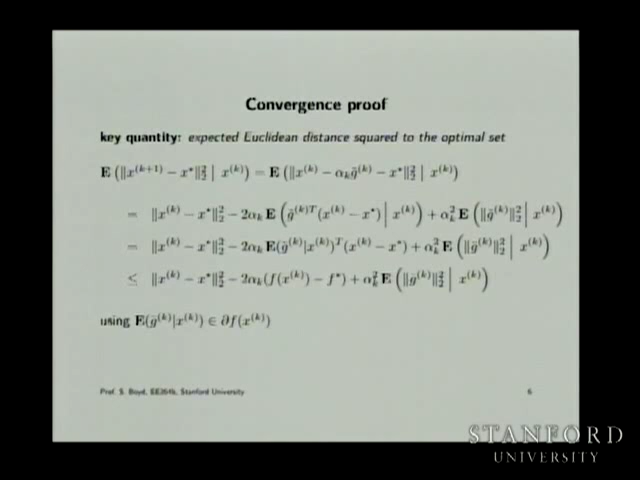 Convergence proof
key quantity: expected Euclidean distance squared to the optimal set
E ( ‖x^(k+1) − x*‖₂² | x^(k) ) = E ( ‖x^(k) − α_k g̃^(k) − x*‖₂² | x^(k) )
= ‖x^(k) − x*‖₂² − 2α_k E ( g̃^(k)T (x^(k) − x*) | x^(k) ) + α_k² E ( ‖g̃^(k)‖₂² | x^(k) )
= ‖x^(k) − x*‖₂² − 2α_k E(g̃^(k)|x^(k))^T (x^(k) − x*) + α_k² E ( ‖g̃^(k)‖₂² | x^(k) )
≤ ‖x^(k) − x*‖₂² − 2α_k (f(x^(k)) − f*) + α_k² E ( ‖g̃^(k)‖₂² | x^(k) )
using E(g̃^(k)|x^(k)) ∈ ∂f(x^(k))
Prof. S. Boyd, EE364b, Stanford University 6
STANFORD
UNIVERSITY